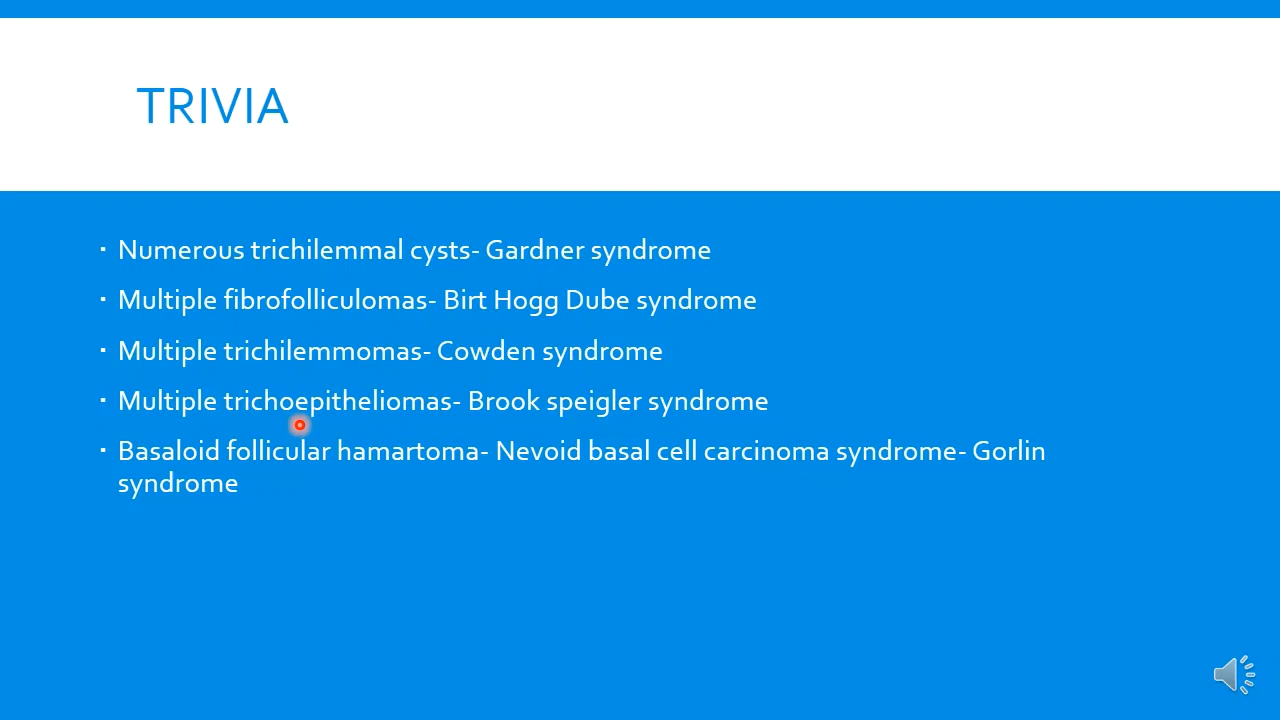 TRIVIA
▪ Numerous trichilemmal cysts- Gardner syndrome
▪ Multiple fibrofolliculomas- Birt Hogg Dube syndrome
▪ Multiple trichilemmomas- Cowden syndrome
▪ Multiple trichoepitheliomas- Brook speigler syndrome
▪ Basaloid follicular hamartoma- Nevoid basal cell carcinoma syndrome- Gorlin
syndrome